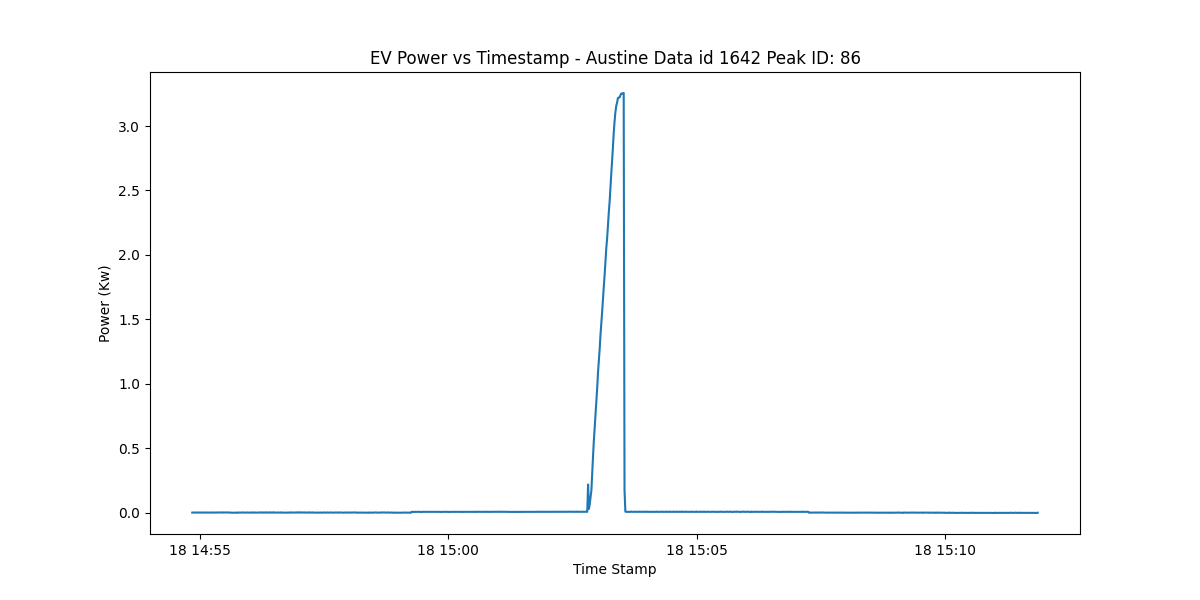 EV Power vs Timestamp - Austine Data id 1642 Peak ID: 86
3.0
2.5
2.0
1.5
1.0
0.5
0.0
Power (Kw)
18 14:55 18 15:00 18 15:05 18 15:10
Time Stamp